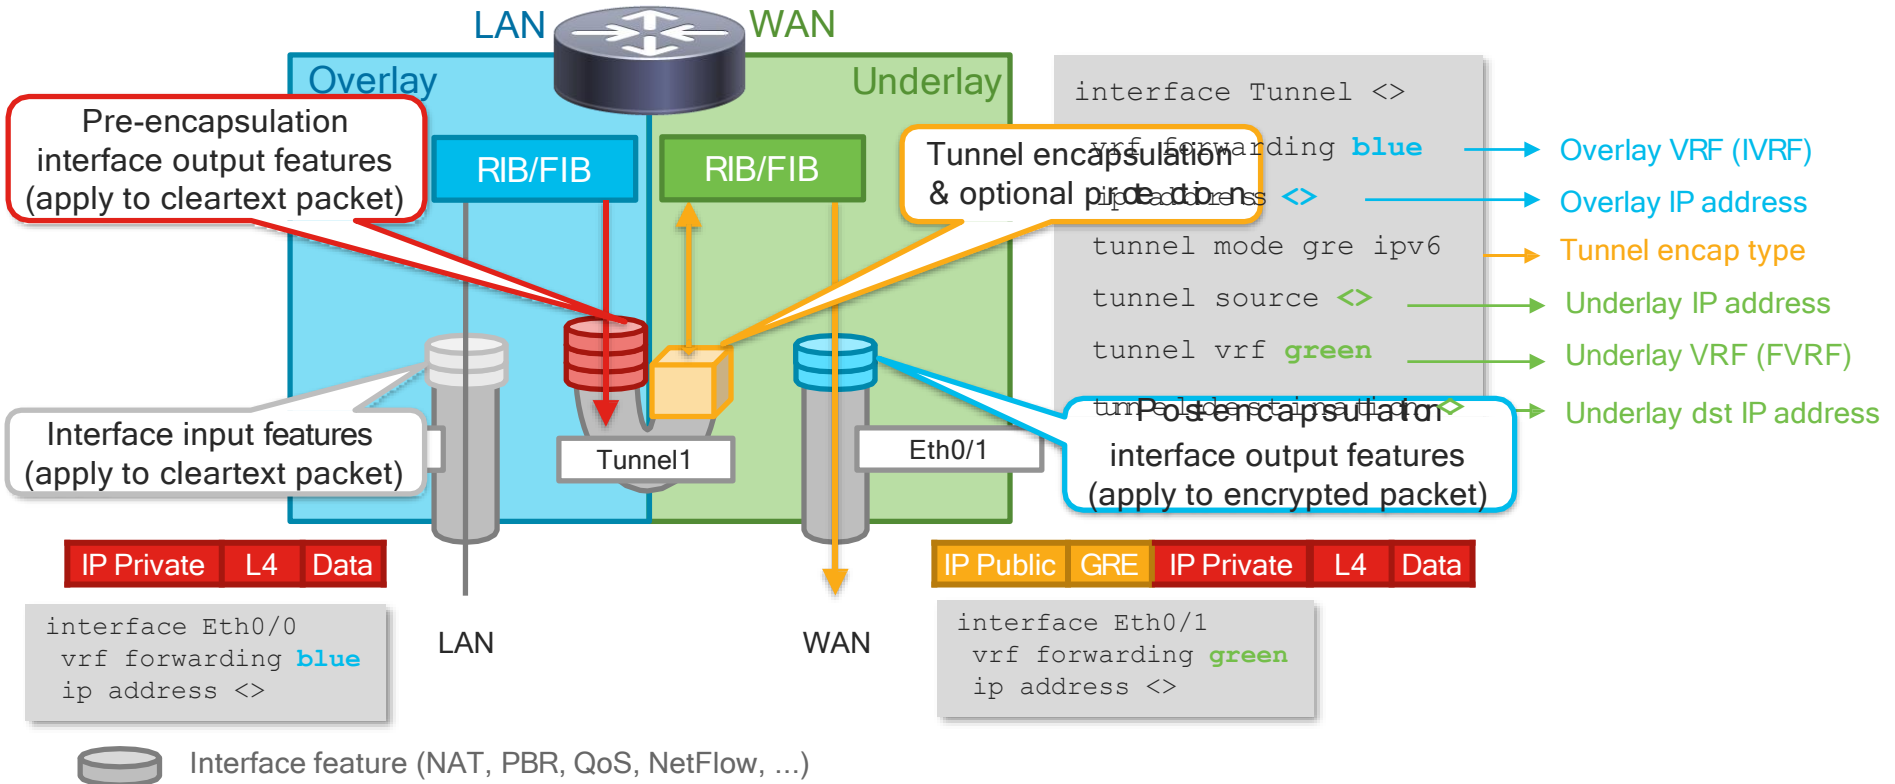 LAN
WAN
Overlay
Underlay
Pre-encapsulation
interface output features
(apply to cleartext packet)
RIB/FIB
RIB/FIB
Tunnel encapsulation
& optional protection
interface Tunnel <>
vrf forwarding blue
ip address <>
tunnel mode gre ipv6
tunnel source <>
tunnel vrf green
tunnel destination <>
Overlay VRF (IVRF)
Overlay IP address
Tunnel encap type
Underlay IP address
Underlay VRF (FVRF)
Underlay dst IP address
Interface input features
(apply to cleartext packet)
Tunnel1
Eth0/1
Post-encapsulation
interface output features
(apply to encrypted packet)
IP Private L4 Data
IP Public GRE IP Private L4 Data
interface Eth0/0
vrf forwarding blue
ip address <>
LAN
WAN
interface Eth0/1
vrf forwarding green
ip address <>
Interface feature (NAT, PBR, QoS, NetFlow, ...)